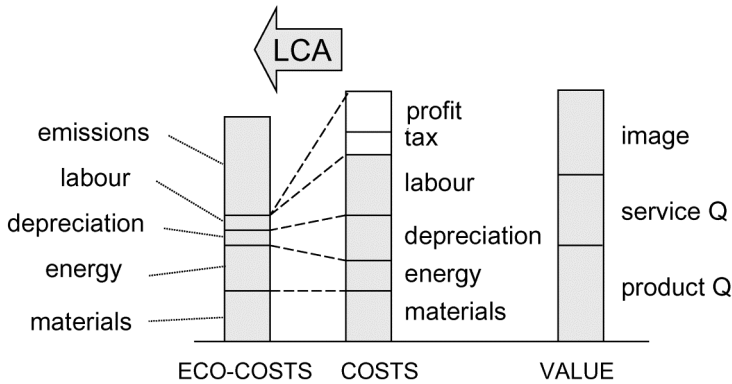 LCA
emissions
labour
depreciation
energy
materials
profit
tax
labour
depreciation
energy
materials
image
service Q
product Q
ECO-COSTS
COSTS
VALUE